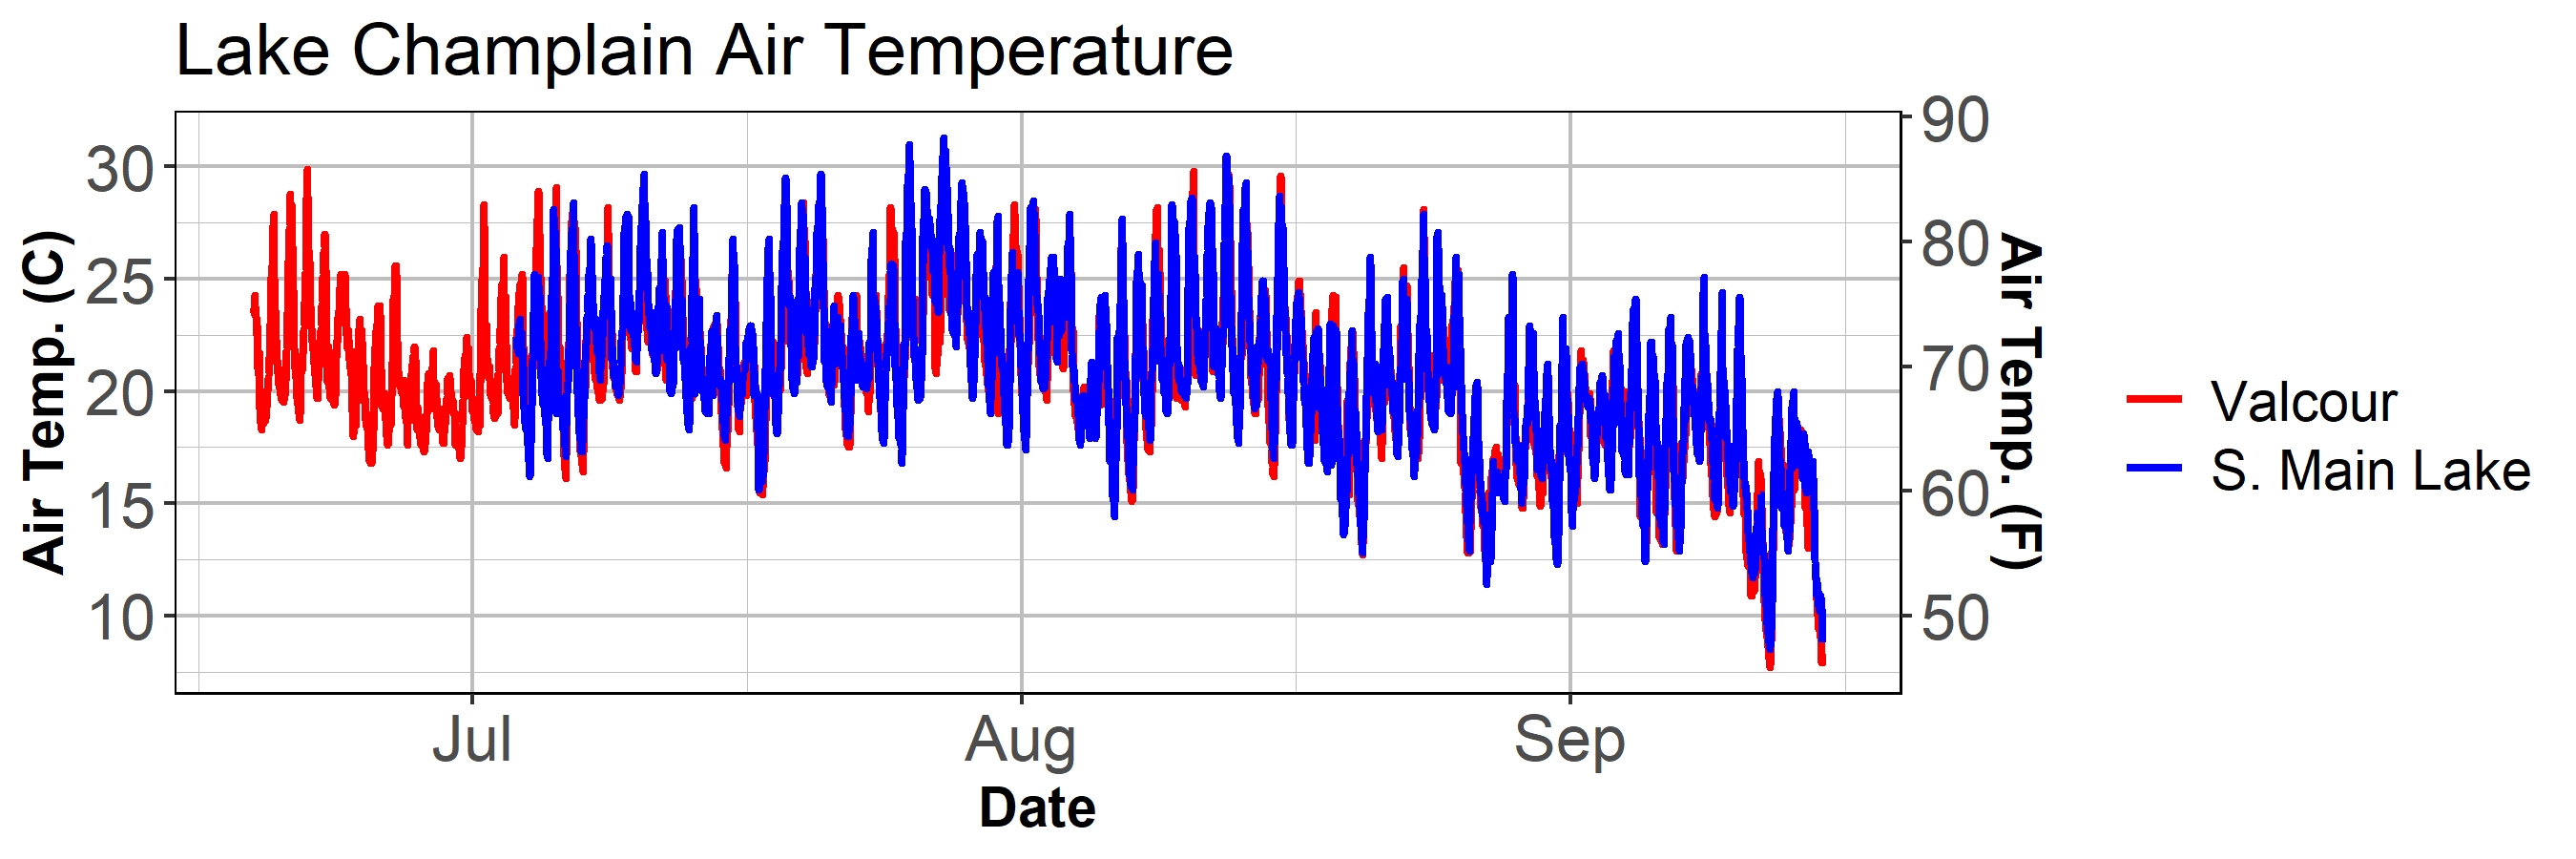 Lake Champlain Air Temperature
Air Temp. (C)
30
25
20
15
10
90
80
70
60
50
Air Temp. (F)
Jul
Aug
Sep
Date
Valcour
S. Main Lake